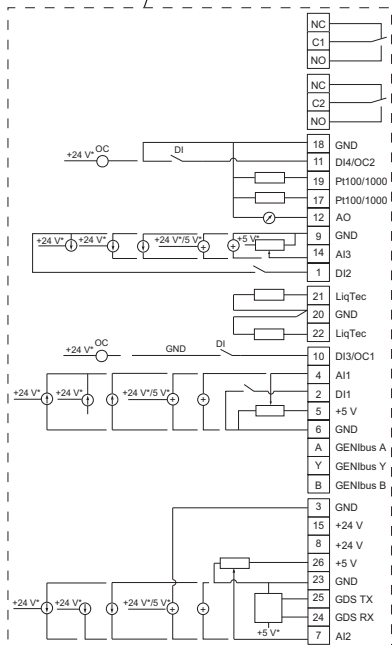 NC
C1
NO
NC
C2
NO
18 GND
+24 V* OC DI 11 DI4/OC2
19 Pt100/1000
17 Pt100/1000
12 AO
9 GND
+24 V* +24 V* +24 V*/5 V* +5 V*
14 AI3
1 DI2
21 LiqTec
20 GND
22 LiqTec
+24 V* OC GND DI 10 DI3/OC1
4 AI1
+24 V* +24 V* +24 V*/5 V* 2 DI1
5 +5 V
6 GND
A GENIbus A
Y GENIbus Y
B GENIbus B
3 GND
15 +24 V
8 +24 V
26 +5 V
23 GND
25 GDS TX
+24 V* +24 V* +24 V*/5 V* 24 GDS RX
+5 V* 7 AI2